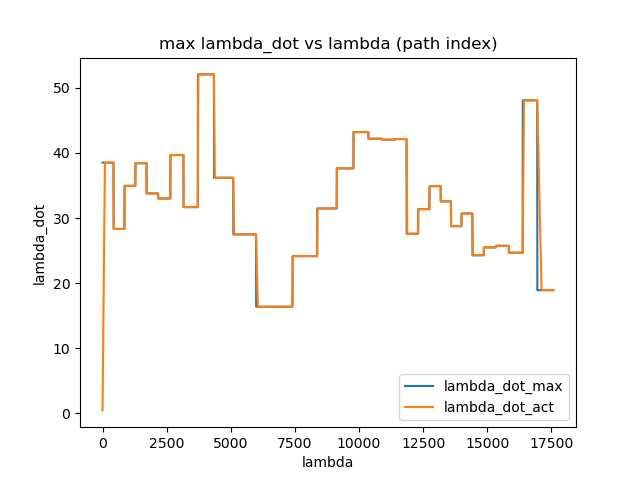 max lambda_dot vs lambda (path index)
lambda_dot
50
40
30
20
10
0
0 2500 5000 7500 10000 12500 15000 17500
lambda
lambda_dot_max
lambda_dot_act